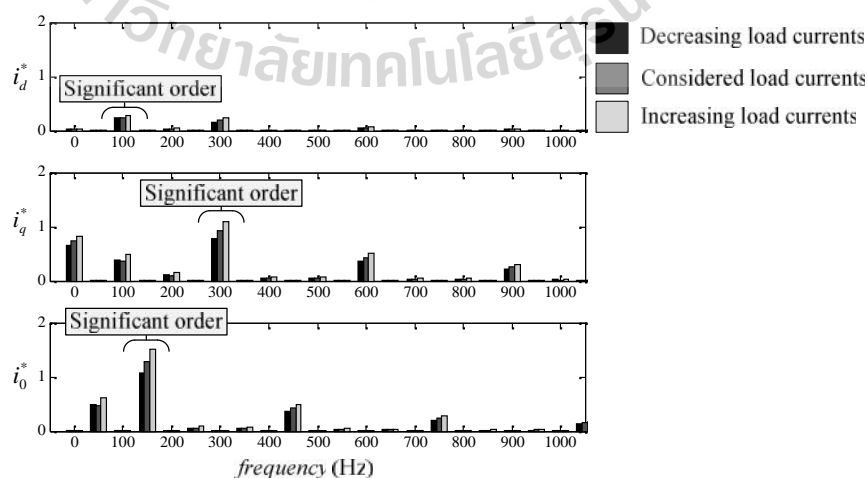 วิทยาลัยเทคโนโลยีสุร
2
Decreasing load currents
Considered load currents
Increasing load currents
i*d
1
Significant order
0
0 100 200 300 400 500 600 700 800 900 1000
2
Significant order
i*q
1
0
0 100 200 300 400 500 600 700 800 900 1000
2
Significant order
i*0
1
0
0 100 200 300 400 500 600 700 800 900 1000
frequency (Hz)